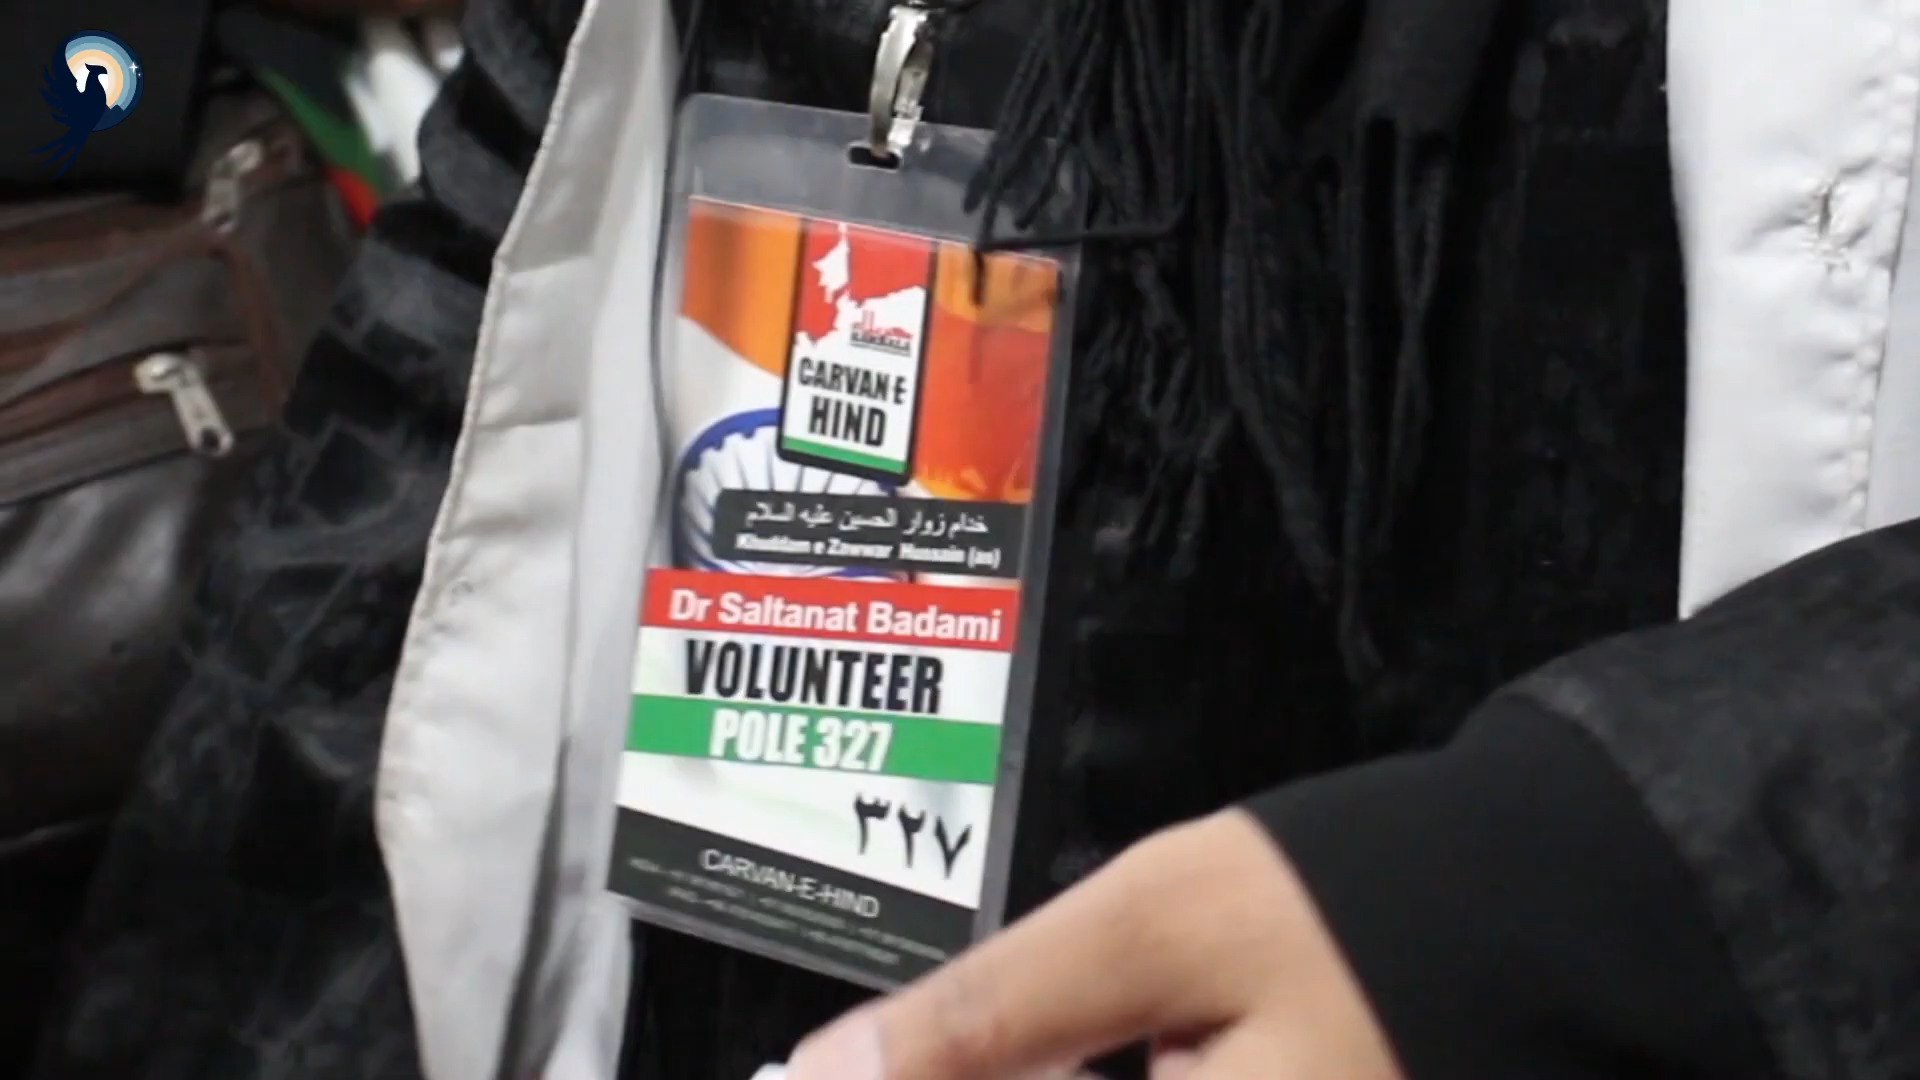 CARVAN-E
HIND
خدام زوار الحسين عليه السلام
Khuddam e Zawwar Hussain (as)
Dr Saltanat Badami
VOLUNTEER
POLE 327
٣٢٧
CARVAN-E-HIND